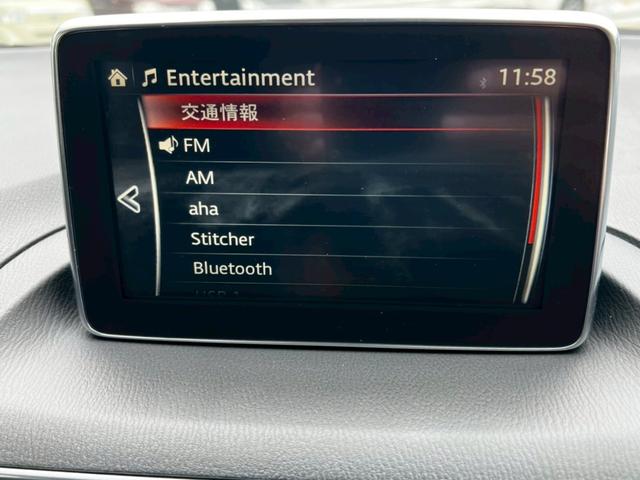 Entertainment 11:58
交通情報
FM
AM
aha
Stitcher
Bluetooth